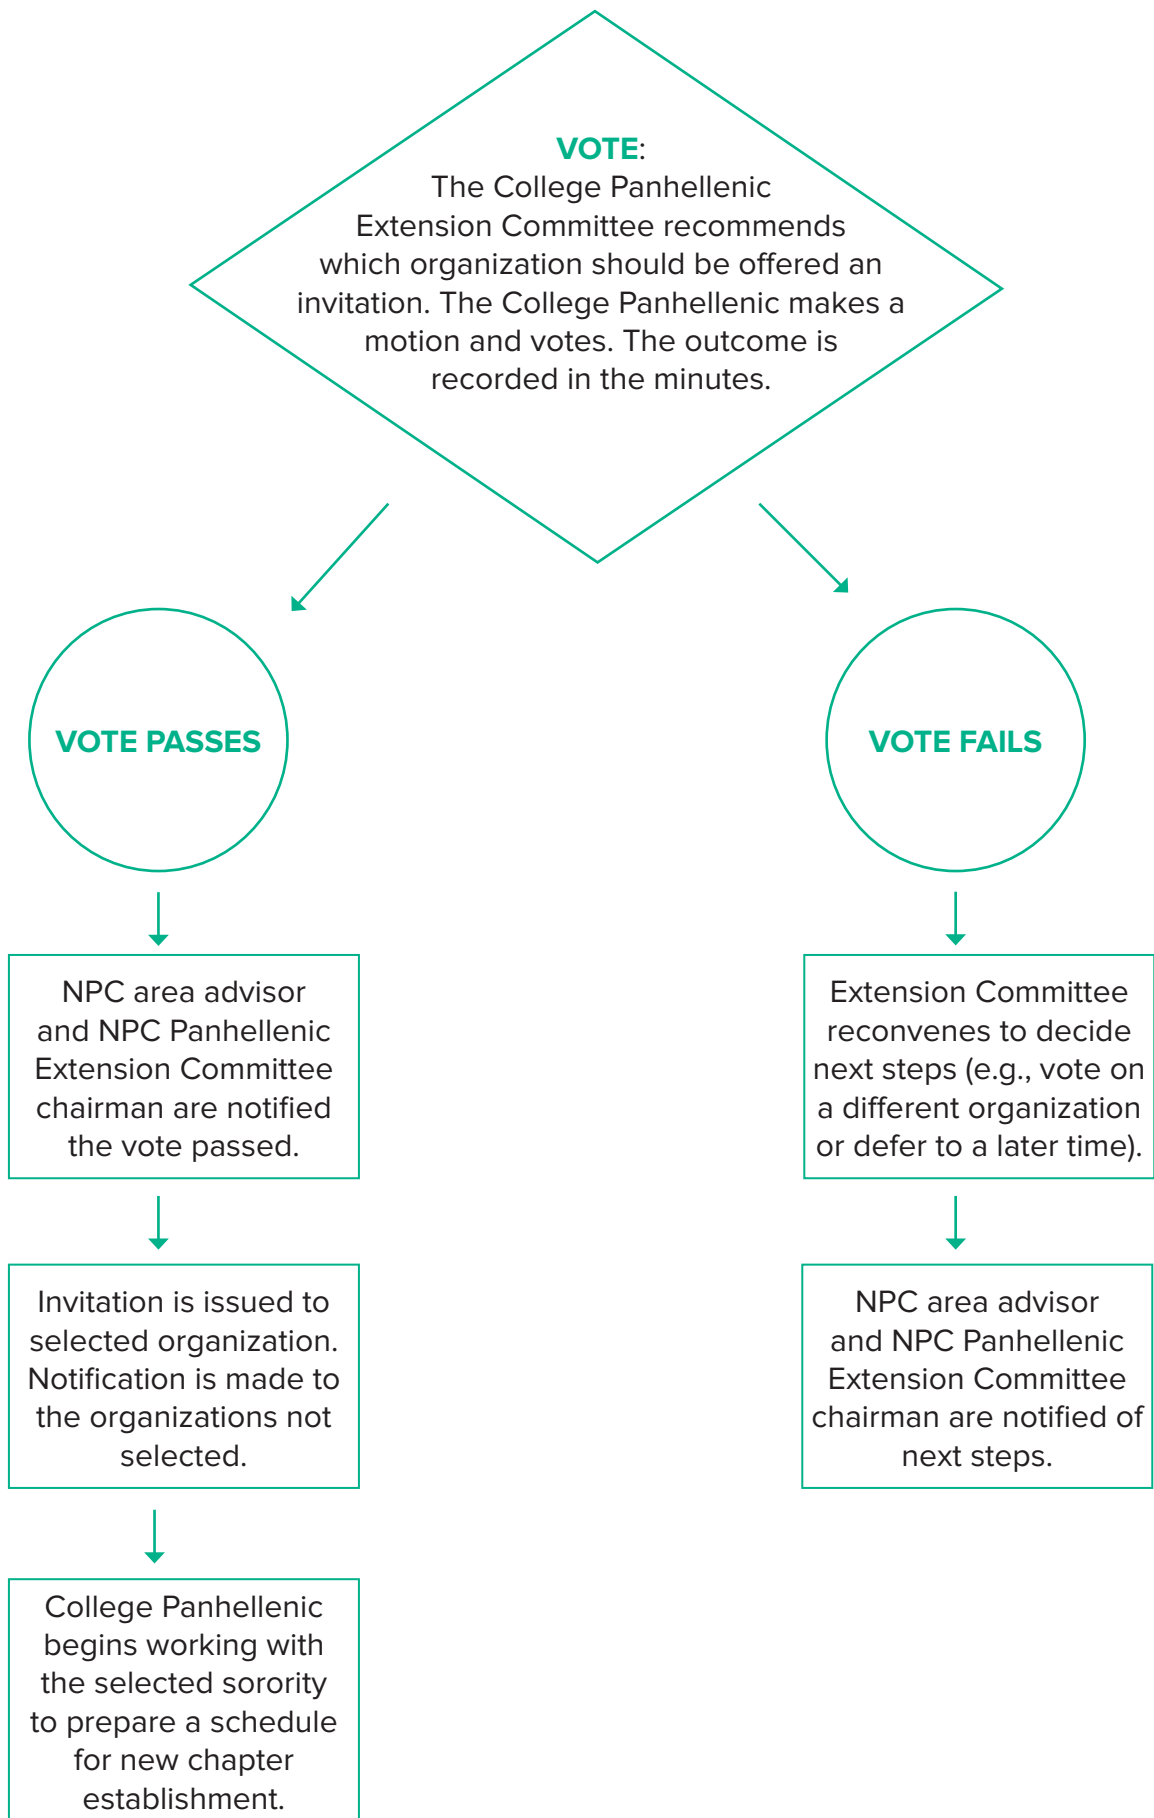 VOTE:
The College Panhellenic
Extension Committee recommends
which organization should be offered an
invitation. The College Panhellenic makes a
motion and votes. The outcome is
recorded in the minutes.
VOTE PASSES
VOTE FAILS
NPC area advisor
and NPC Panhellenic
Extension Committee
chairman are notified
the vote passed.
Extension Committee
reconvenes to decide
next steps (e.g., vote on
a different organization
or defer to a later time).
Invitation is issued to
selected organization.
Notification is made to
the organizations not
selected.
NPC area advisor
and NPC Panhellenic
Extension Committee
chairman are notified of
next steps.
College Panhellenic
begins working with
the selected sorority
to prepare a schedule
for new chapter
establishment.